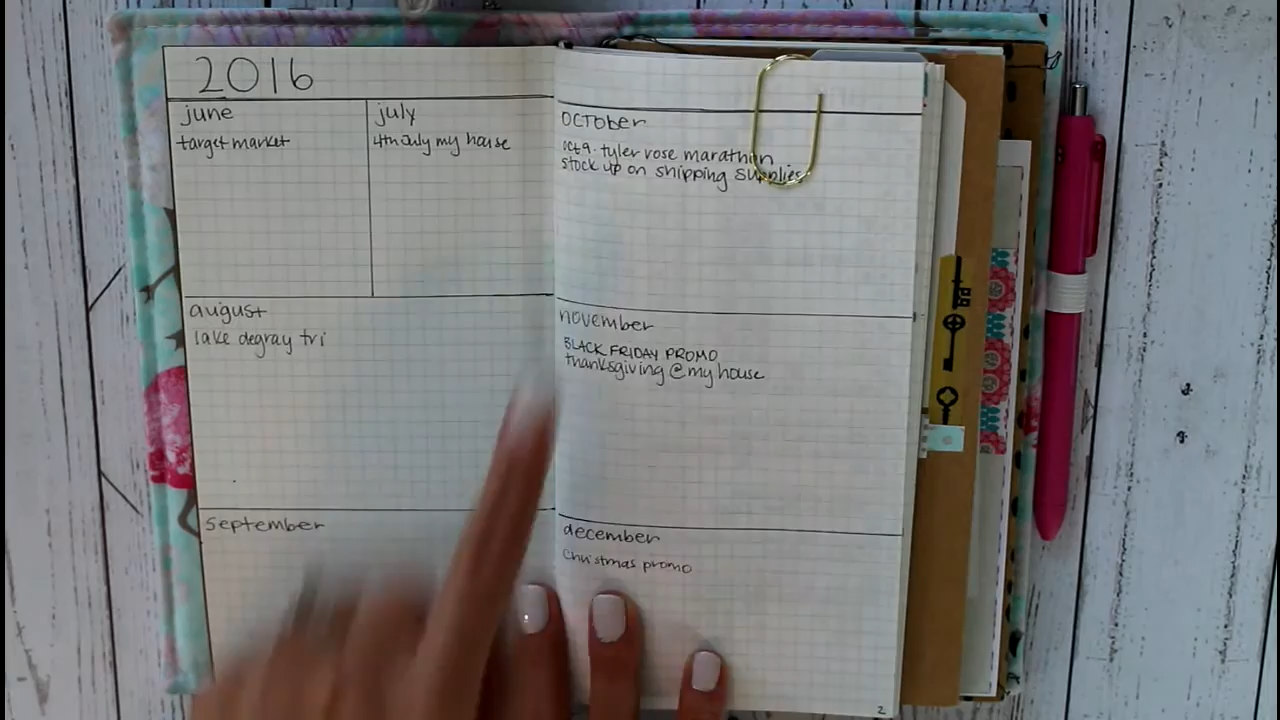 2016
june
target market
july
4th July my house
august
lake degray tri
september
OCTOber
OCt 9. tyler rose marathon
stock up on shipping supplies
november
BLACK FRIDAY PROMO
thanksgiving @ my house
december
Christmas promo
2